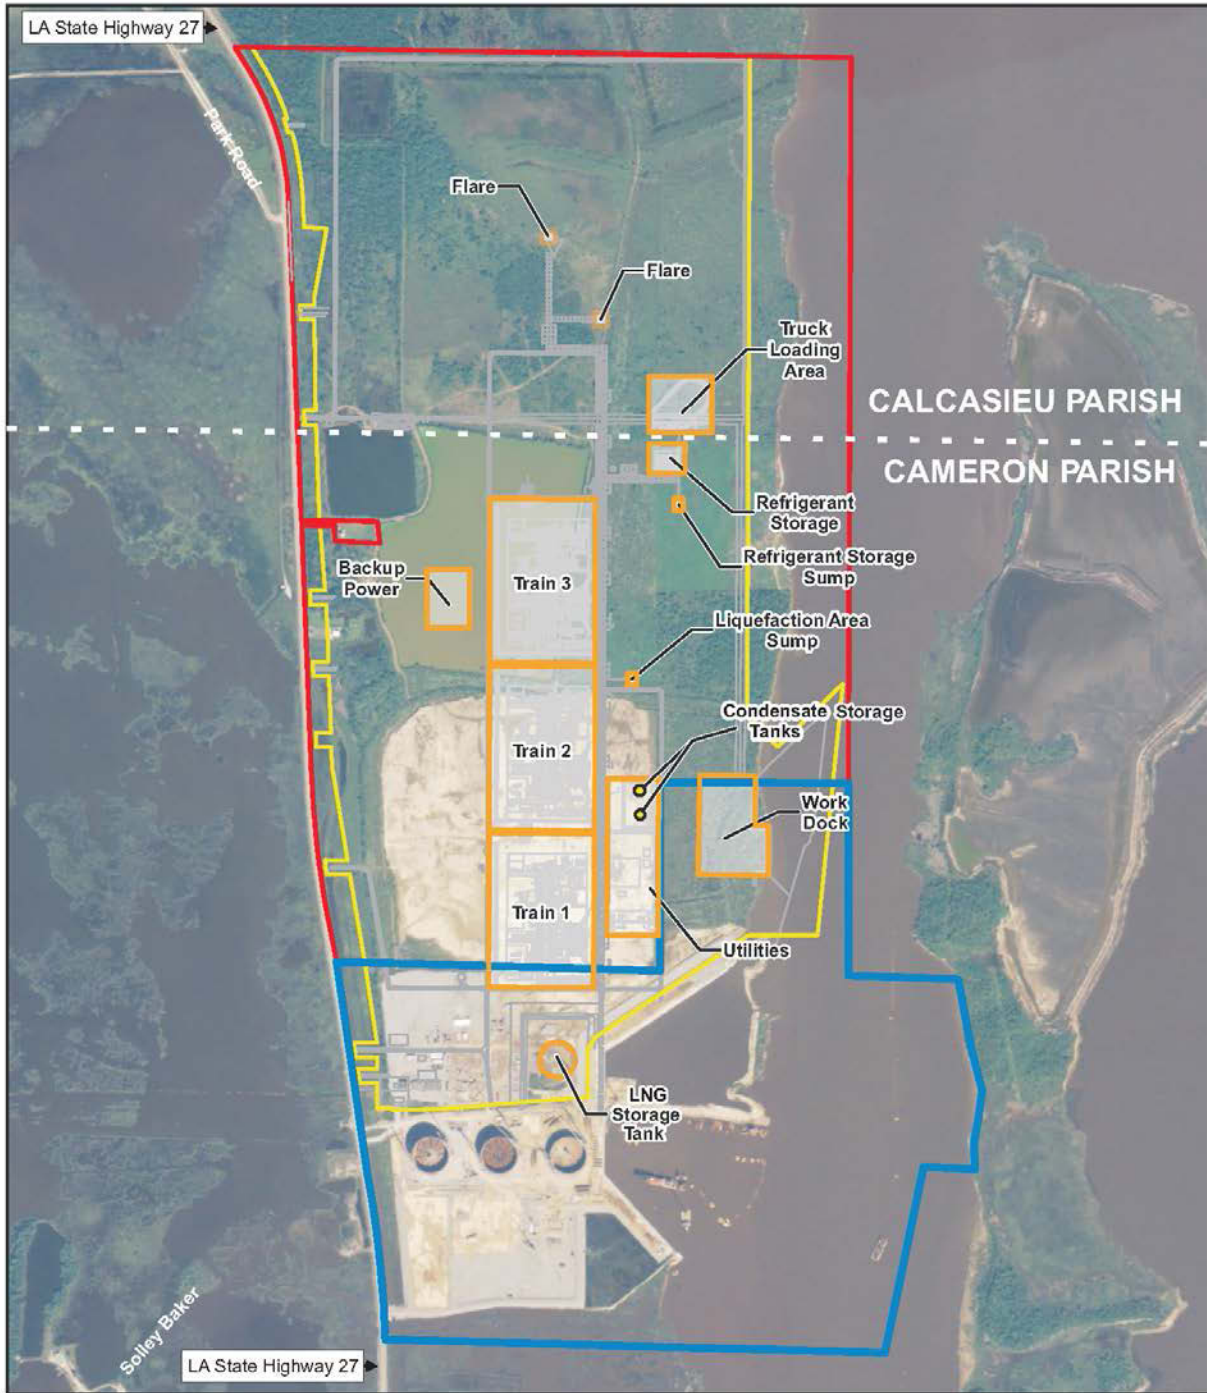 LA State Highway 27
Park Road
Flare
Flare
Truck
Loading
Area
CALCASIEU PARISH
CAMERON PARISH
Refrigerant
Storage
Refrigerant Storage
Sump
Backup
Power
Train 3
Liquefaction Area
Sump
Condensate Storage
Tanks
Train 2
Work
Dock
Train 1
Utilities
LNG
Storage
Tank
Solley Baker
LA State Highway 27